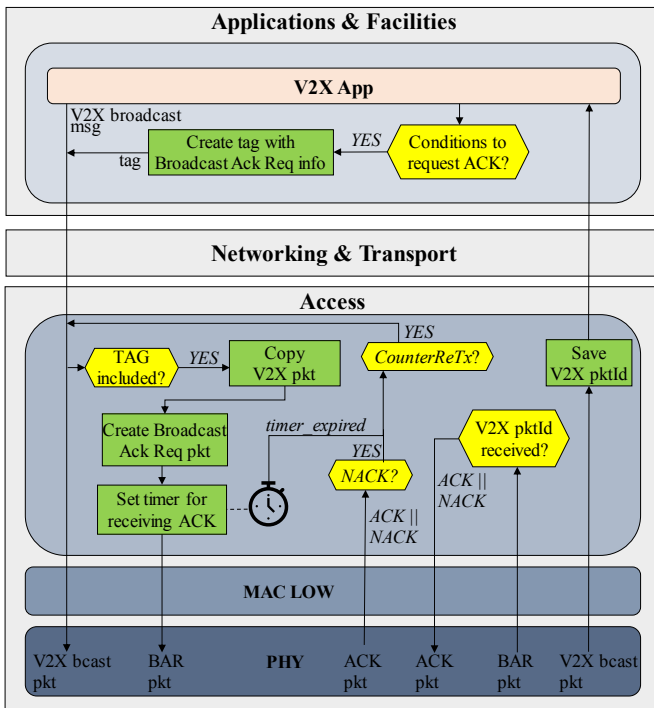 Applications & Facilities
V2X App
V2X broadcast
msg
tag
Create tag with
Broadcast Ack Req info
YES
Conditions to
request ACK?
Networking & Transport
Access
YES
TAG
included?
YES
Copy
V2X pkt
CounterReTx?
Save
V2X pktId
Create Broadcast
Ack Req pkt
timer_expired
YES
V2X pktId
received?
NACK?
Set timer for
receiving ACK
ACK ||
NACK
ACK ||
NACK
MAC LOW
V2X bcast
pkt
BAR
pkt
PHY
ACK
pkt
ACK
pkt
BAR
pkt
V2X bcast
pkt